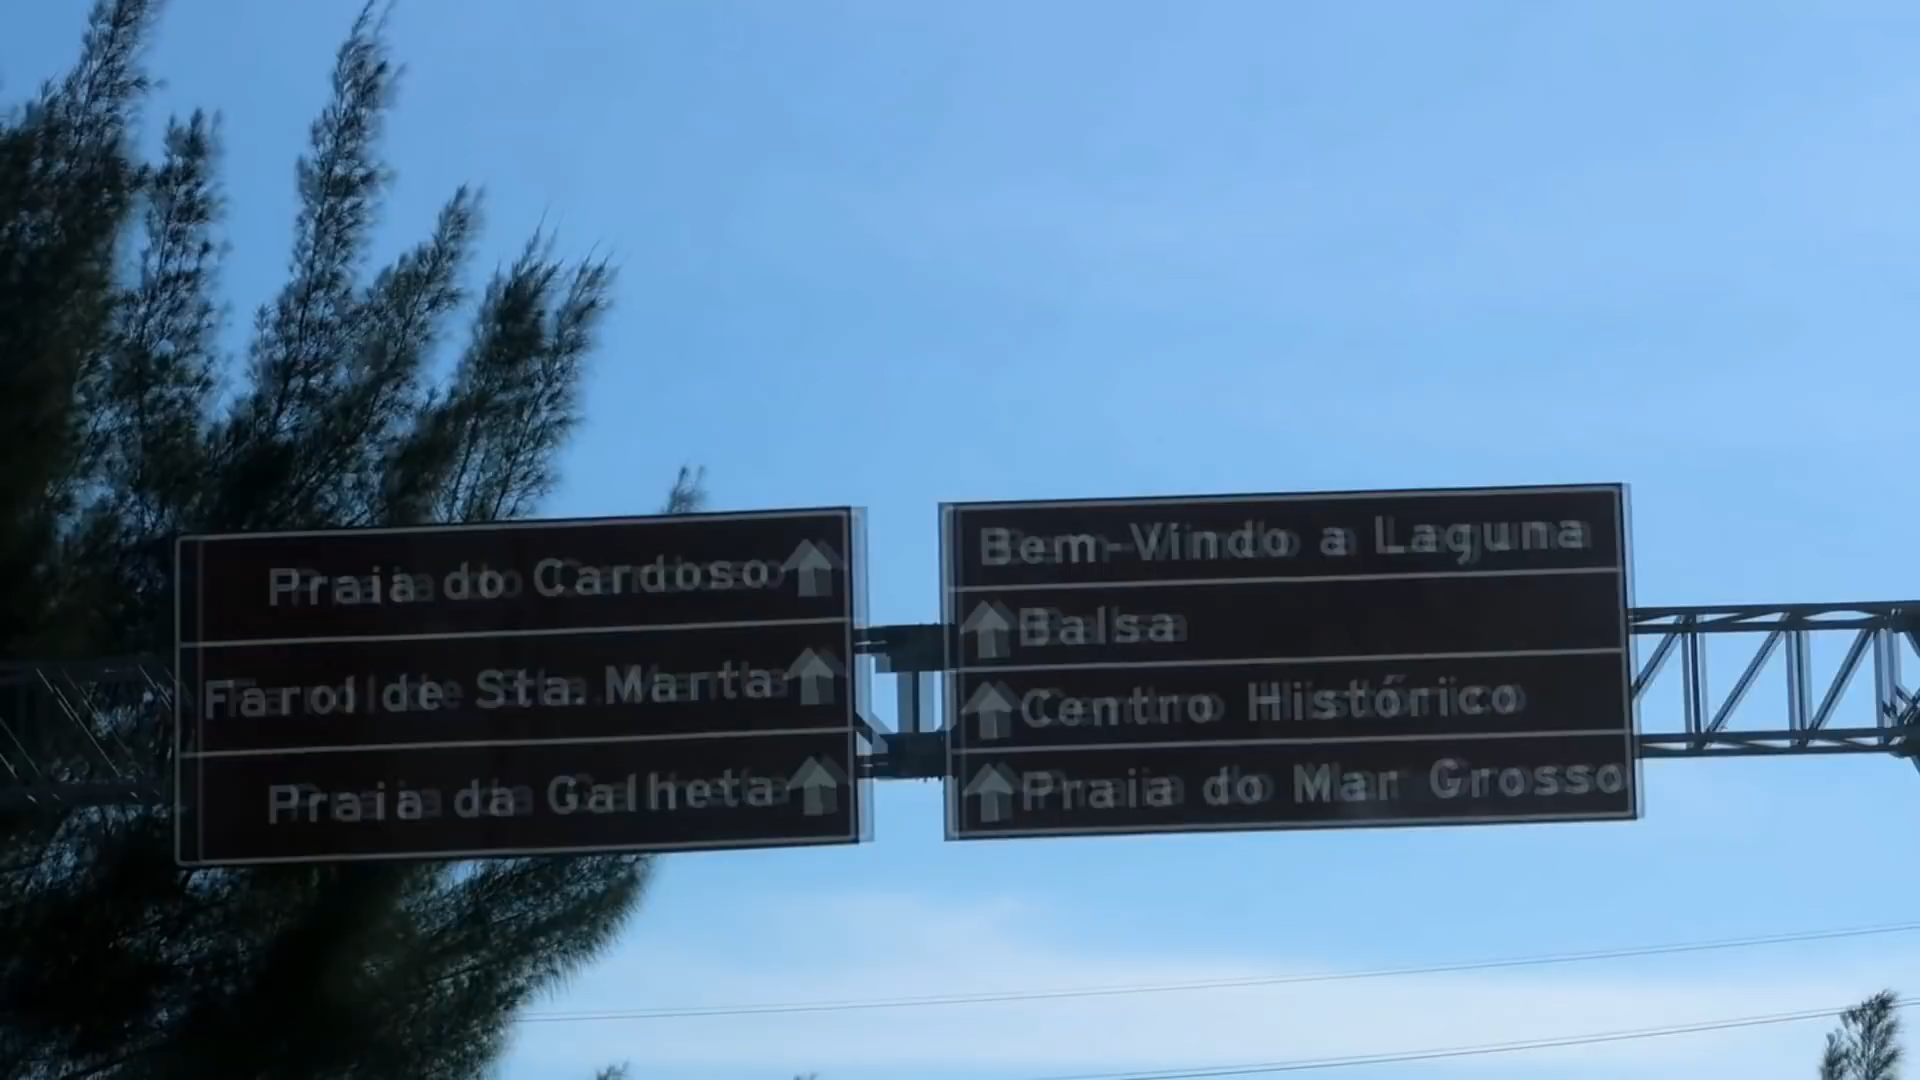 Praia do Cardoso
Farol de Sta. Marta
Praia da Galheta
Bem-Vindo a Laguna
Balsa
Centro Histórico
Praia do Mar Grosso